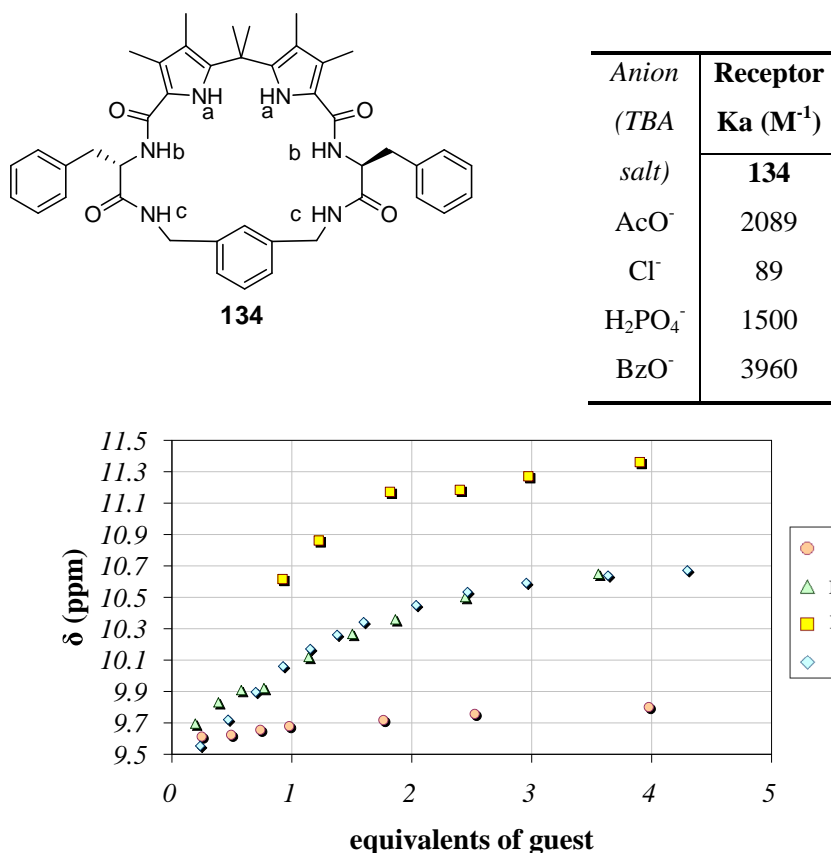 O
NH
a
HN
a
O
NH
b
b
HN
O
NH
c
c
HN
O
134
Anion
(TBA
salt)
Receptor
Ka (M⁻¹)
134
AcO⁻ 2089
Cl⁻ 89
H₂PO₄⁻ 1500
BzO⁻ 3960
11.5
11.3
11.1
10.9
10.7
10.5
10.3
10.1
9.9
9.7
9.5
δ (ppm)
0 1 2 3 4 5
equivalents of guest